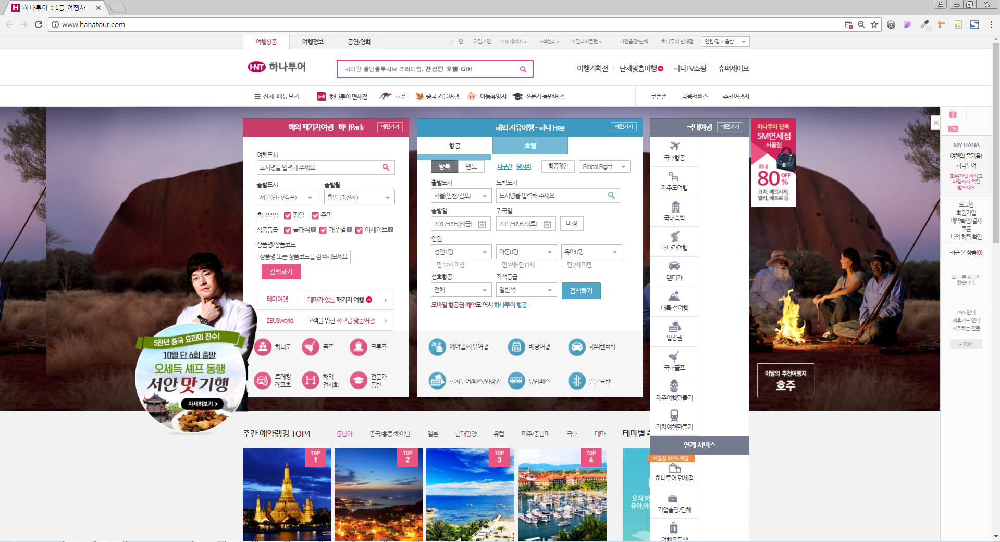 하나투어 :: 1등 여행사
www.hanatour.com
여행상품
여행정보
공연/영화
로그인
회원가입
마이페이지
고객센터
마일리지클럽
기업출장/단체
하나투어 면세점
인천/김포 출발
HNT 하나투어
사이판 올인클루시브 프리미엄, 켄싱턴 호텔 GO!
여행기획전
단체맞춤여행 N
하나TV쇼핑
슈퍼세이브
전체 메뉴보기
하나투어 면세점
호주
중국 가을여행
아동휴양지
전문가 동반여행
쿠폰존
금융서비스
추천여행지
해외 패키지여행 - 하나Pack
메인가기
여행도시
도시명을 입력해 주세요
출발도시
출발월
서울(인천/김포)
출발 월(전체)
출발요일
평일
주말
상품등급
클래식 ?
캐주얼 ?
이세이브 ?
상품명/상품코드
상품명 또는 상품코드를 검색해보세요
검색하기
테마여행
테마가 있는 패키지 여행 N
ZEUSworld
고객을 위한 최고급 맞춤여행
허니문
골프
크루즈
트레킹
레포츠
해외
전시회
전문가
동반
해외 자유여행 - 하나 Free
메인가기
항공
호텔
왕복
편도
다구간
땡처리
항공메인
Global Flight
출발도시
도착도시
서울(인천/김포)
도시명을 입력해 주세요
출발일
귀국일
2017-09-08(금)
2017-09-09(토)
미정
인원
성인1명
아동0명
유아0명
만 12세 이상
만 2세~만11세
만 2세 미만
선호항공
좌석등급
전체
일반석
검색하기
모바일 항공권 예약도 역시 하나투어 항공
에어텔/자유여행
배낭여행
해외렌터카
현지투어/패스/입장권
유럽패스
일본료칸
국내여행
메인가기
국내항공
제주도여행
국내숙박
내나라여행
렌터카
내륙·섬여행
입장권
국내골프
제주여행만들기
기차여행만들기
연계 서비스
서울점 80%세일
하나투어 면세점
기업출장/단체
여행용품샵
하나투어 단독
SM면세점
서울점
최대
80% OFF
코치, 베르사체,
발리, 에트로 등
이달의 추천여행지
호주
%
MY HANA
여행의 즐거움!
하나투어
회원가입 하시고
마일리지 적립
받으세요
로그인
회원가입
예약확인/결제
쿠폰
나의 혜택 확인
최근 본 상품(0)
최근 본 상품이
없습니다.
ARS 안내
제휴카드 안내
자주하는 질문
TOP
5천년 중국 요리의 진수!
10월 단 6회 출발
오세득 셰프 동행
서안 맛 기행
자세히보기
주간 예약랭킹 TOP4
동남아
중국/홍콩/하이난
일본
남태평양
유럽
미주/중남미
국내
테마
테마별
TOP
1
TOP
2
TOP
3
TOP
4
오직 9
유아,아